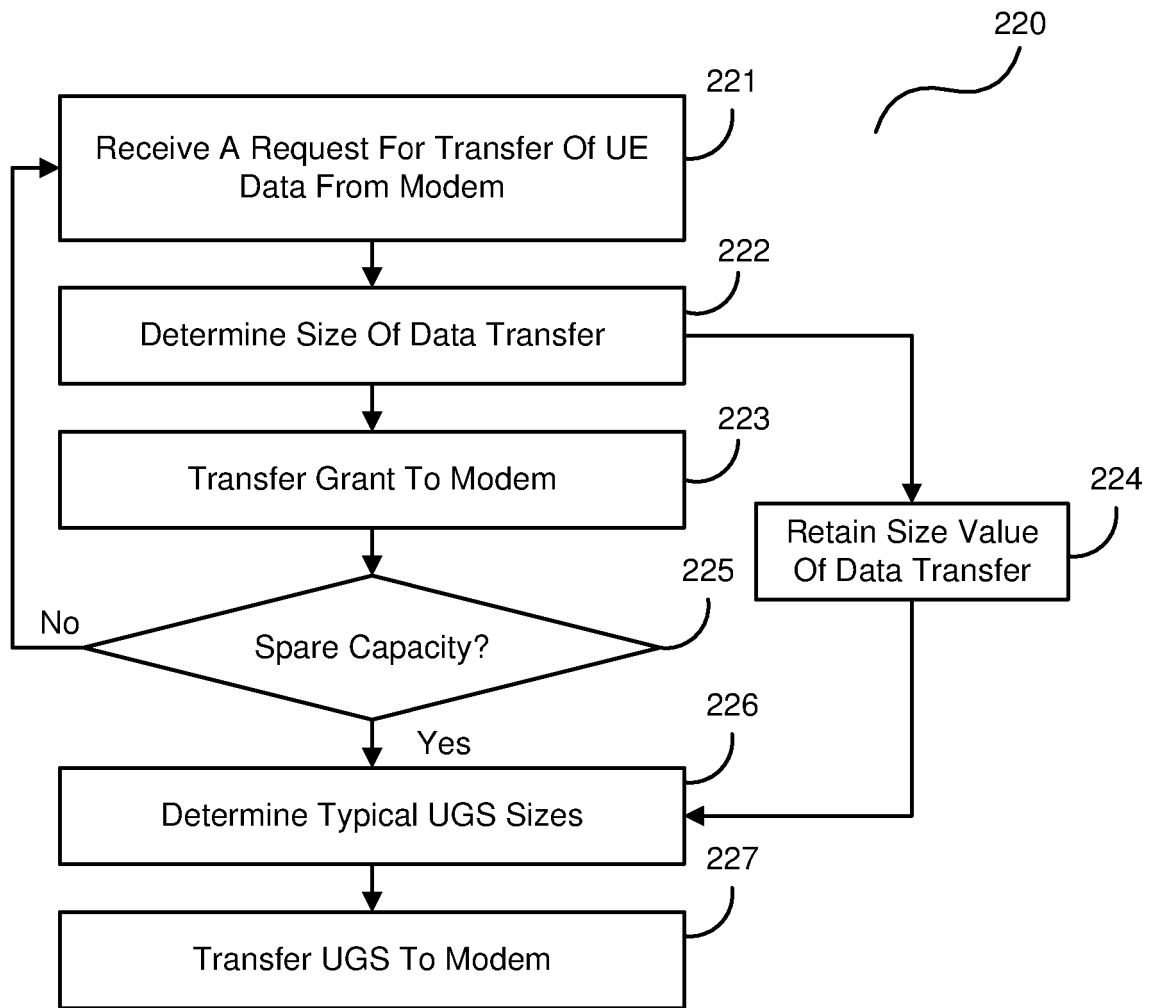 220
221
Receive A Request For Transfer Of UE
Data From Modem
222
Determine Size Of Data Transfer
223
Transfer Grant To Modem
224
Retain Size Value
Of Data Transfer
225
Spare Capacity?
No
Yes
226
Determine Typical UGS Sizes
227
Transfer UGS To Modem